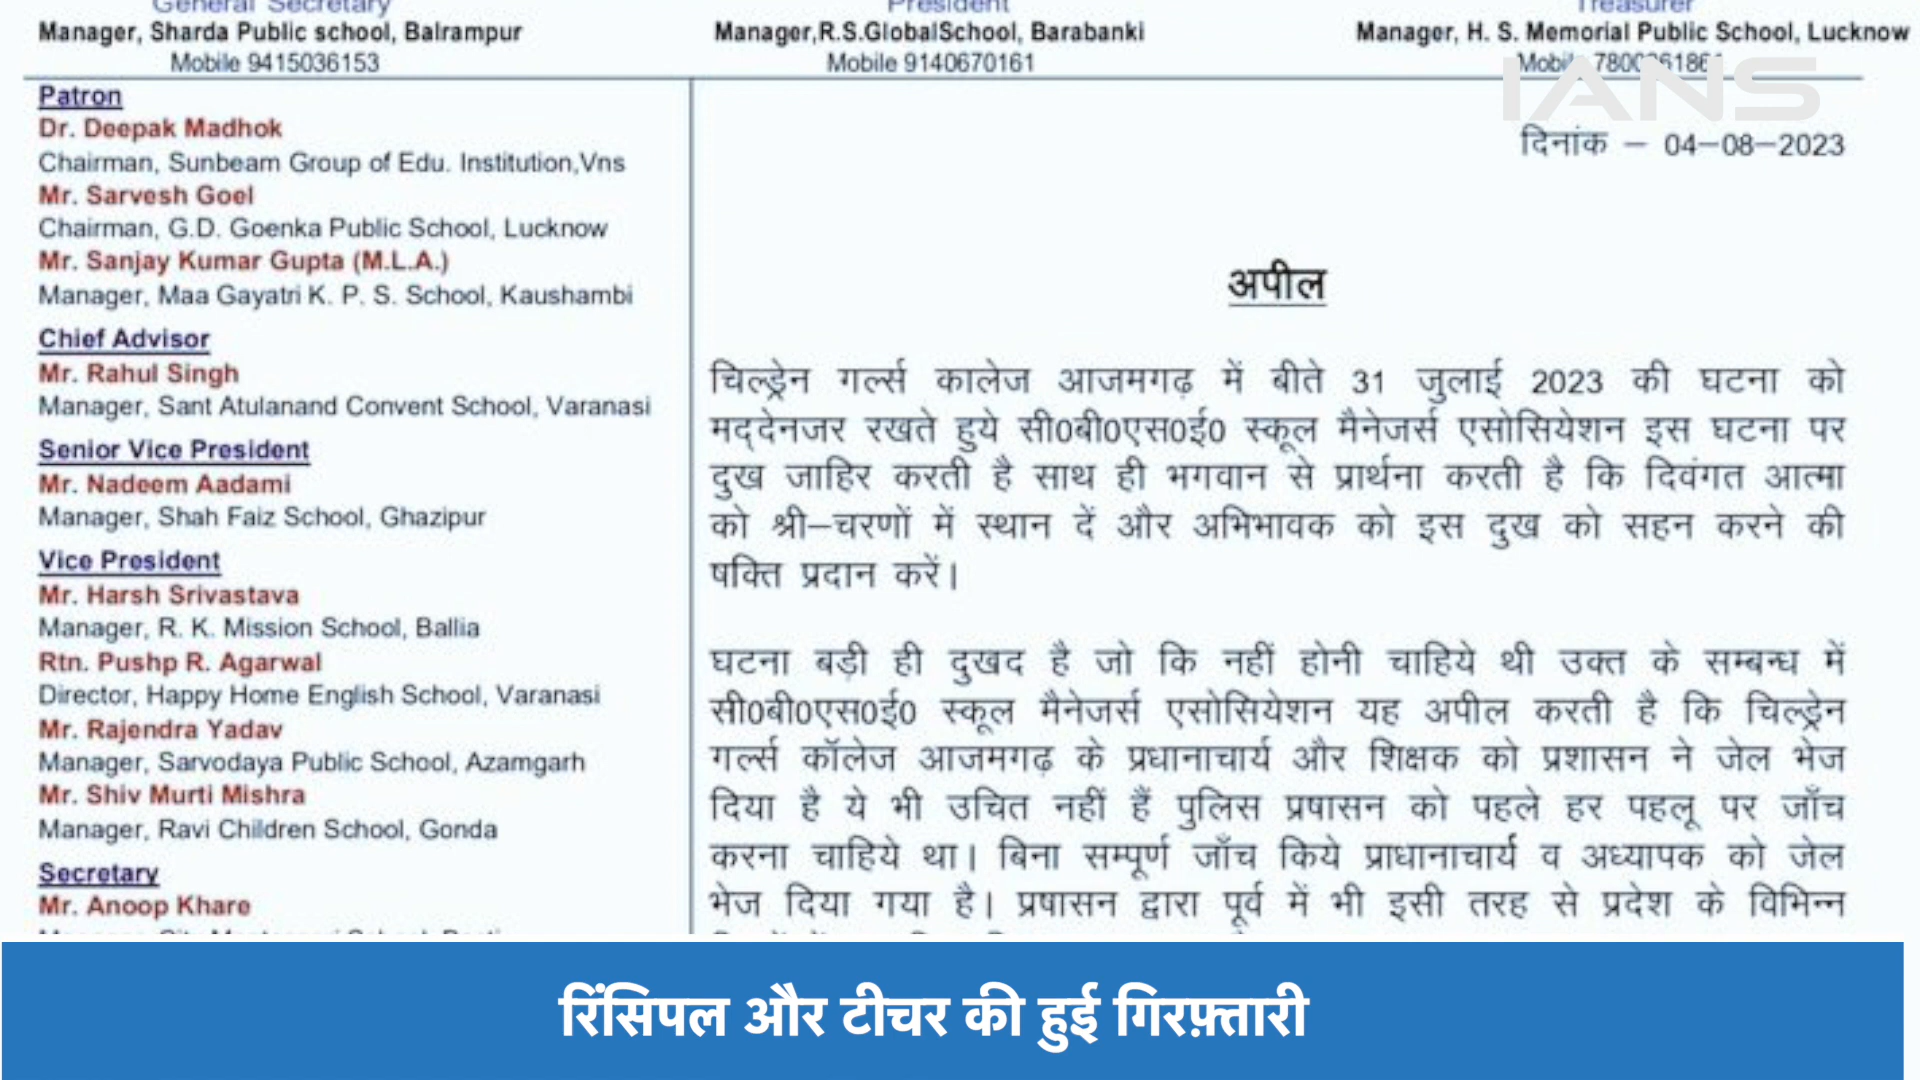 General Secretary
Manager, Sharda Public school, Balrampur
Mobile 9415036153
President
Manager,R.S.GlobalSchool, Barabanki
Mobile 9140670161
Treasurer
Manager, H. S. Memorial Public School, Lucknow
IANS
Patron
Dr. Deepak Madhok
Chairman, Sunbeam Group of Edu. Institution,Vns
Mr. Sarvesh Goel
Chairman, G.D. Goenka Public School, Lucknow
Mr. Sanjay Kumar Gupta (M.L.A.)
Manager, Maa Gayatri K. P. S. School, Kaushambi
Chief Advisor
Mr. Rahul Singh
Manager, Sant Atulanand Convent School, Varanasi
Senior Vice President
Mr. Nadeem Aadami
Manager, Shah Faiz School, Ghazipur
Vice President
Mr. Harsh Srivastava
Manager, R. K. Mission School, Ballia
Rtn. Pushp R. Agarwal
Director, Happy Home English School, Varanasi
Mr. Rajendra Yadav
Manager, Sarvodaya Public School, Azamgarh
Mr. Shiv Murti Mishra
Manager, Ravi Children School, Gonda
Secretary
Mr. Anoop Khare
दिनांक – 04–08–2023
अपील
चिल्ड्रेन गर्ल्स कालेज आजमगढ़ में बीते 31 जुलाई 2023 की घटना को
मद्देनजर रखते हुये सी0बी0एस0ई0 स्कूल मैनेजर्स एसोसियेशन इस घटना पर
दुख जाहिर करती है साथ ही भगवान से प्रार्थना करती है कि दिवंगत आत्मा
को श्री–चरणों में स्थान दें और अभिभावक को इस दुख को सहन करने की
षक्ति प्रदान करें।
घटना बड़ी ही दुखद है जो कि नहीं होनी चाहिये थी उक्त के सम्बन्ध में
सी0बी0एस0ई0 स्कूल मैनेजर्स एसोसियेशन यह अपील करती है कि चिल्ड्रेन
गर्ल्स कॉलेज आजमगढ़ के प्रधानाचार्य और शिक्षक को प्रशासन ने जेल भेज
दिया है ये भी उचित नहीं हैं पुलिस प्रषासन को पहले हर पहलू पर जाँच
करना चाहिये था। बिना सम्पूर्ण जाँच किये प्राधानाचार्य व अध्यापक को जेल
भेज दिया गया है। प्रषासन द्वारा पूर्व में भी इसी तरह से प्रदेश के विभिन्न
रिंसिपल और टीचर की हुई गिरफ़्तारी